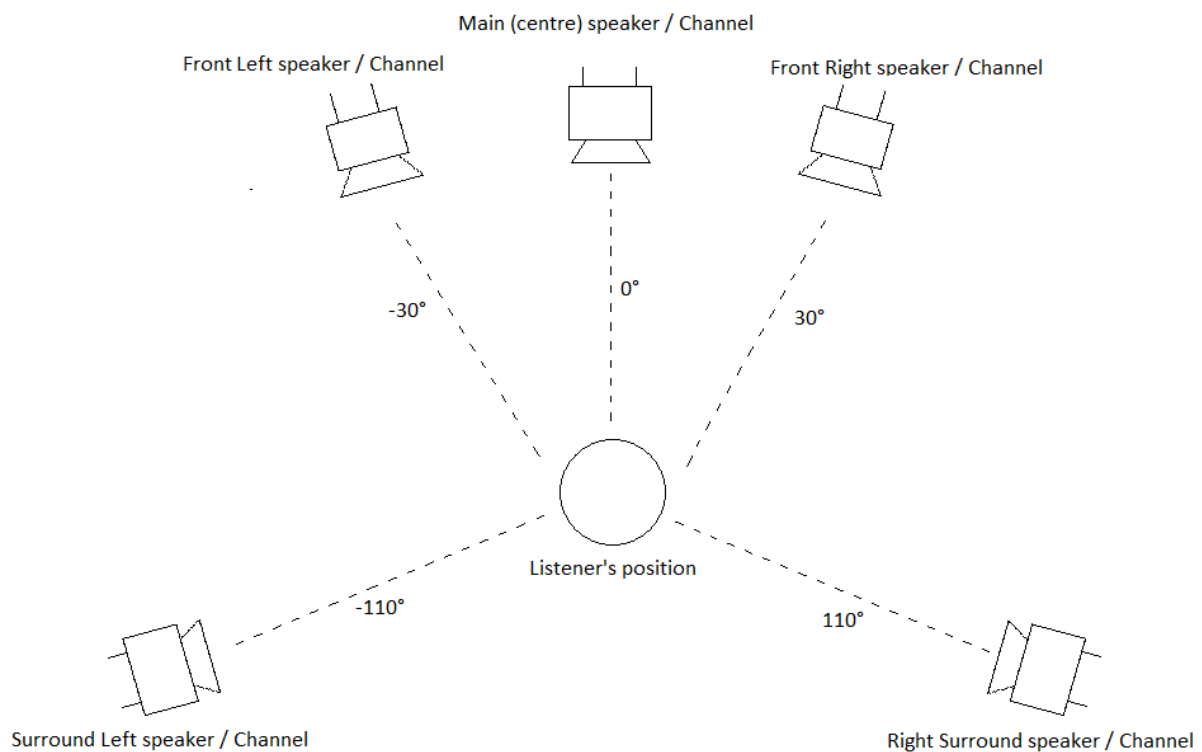 Main (centre) speaker / Channel
Front Left speaker / Channel
Front Right speaker / Channel
0°
-30°
30°
Listener's position
-110°
110°
Surround Left speaker / Channel
Right Surround speaker / Channel